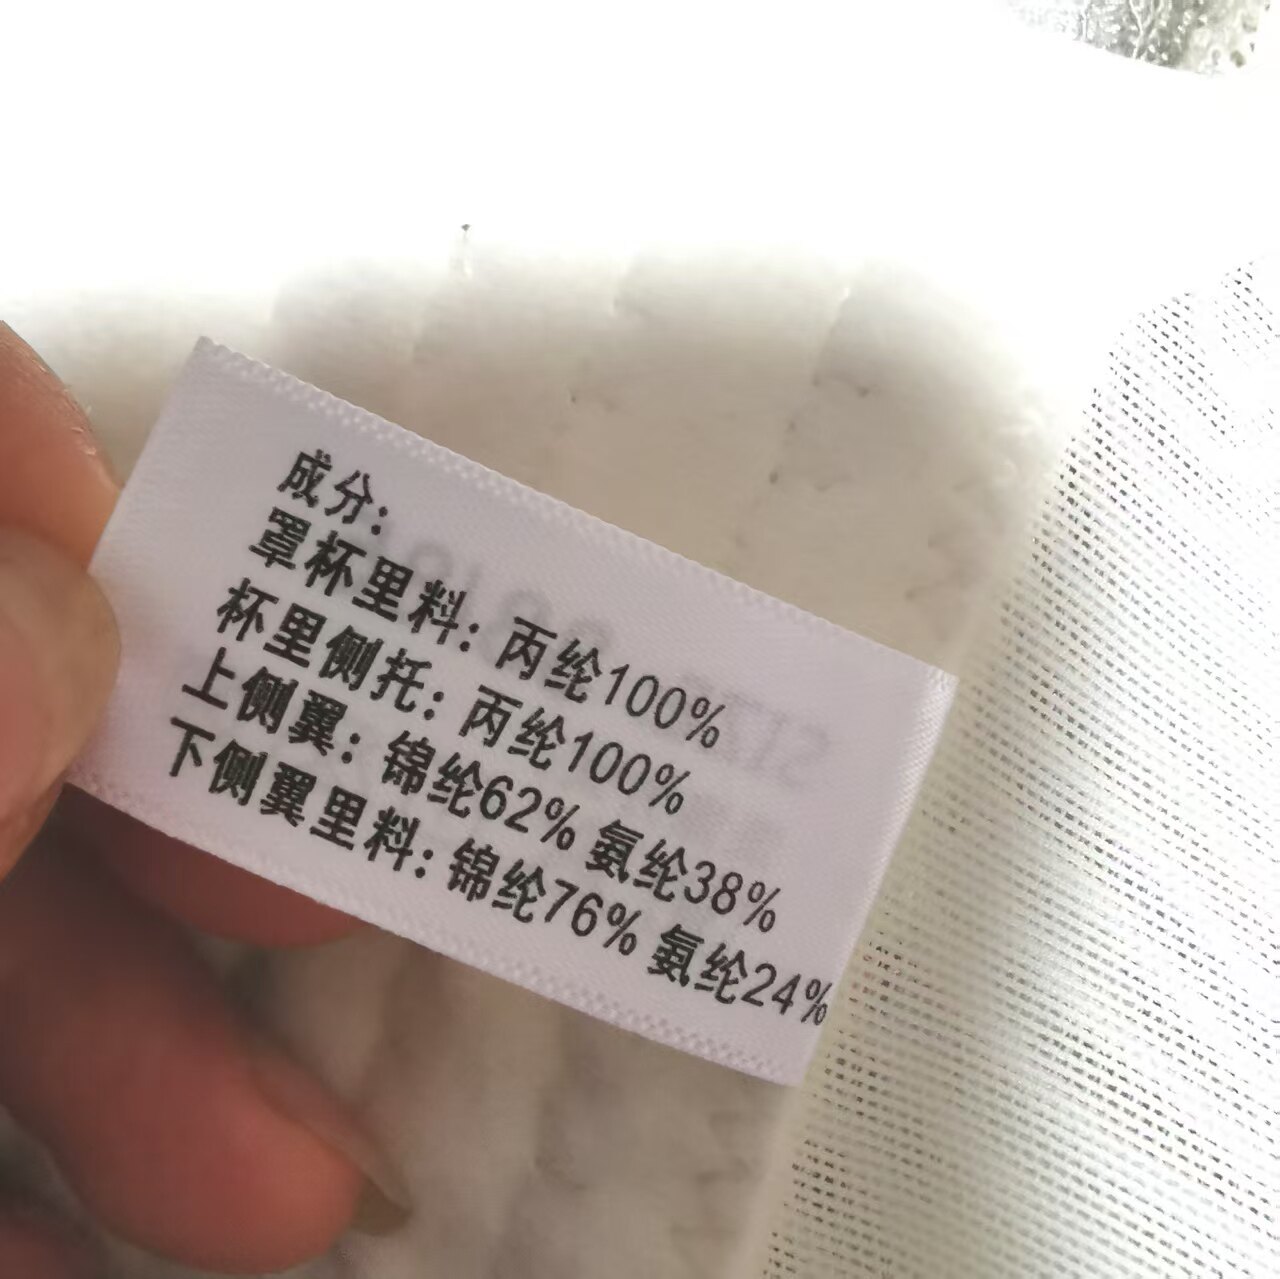 成分:
罩杯里料: 丙纶100%
杯里侧托: 丙纶100%
上侧翼: 锦纶62% 氨纶38%
下侧翼里料: 锦纶76% 氨纶24%